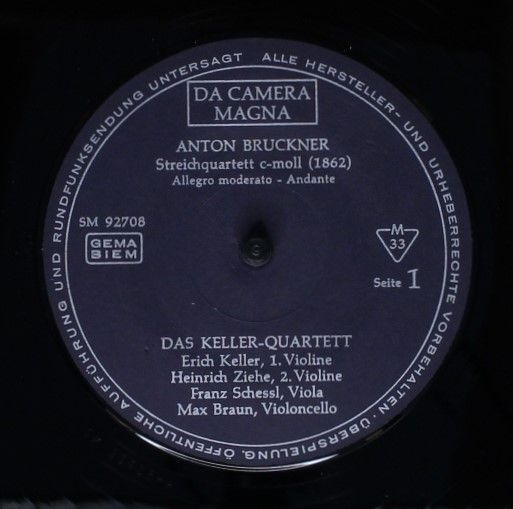 ALLE HERSTELLER- UND URHEBERRECHTE VORBEHALTEN · ÜBERSPIELUNG, ÖFFENTLICHE AUFFÜHRUNG UND RUNDFUNKSENDUNG UNTERSAGT
DA CAMERA
MAGNA
ANTON BRUCKNER
Streichquartett c-moll (1862)
Allegro moderato - Andante
SM 92708
GEMA
BIEM
M
33
Seite 1
DAS KELLER-QUARTETT
Erich Keller, 1. Violine
Heinrich Ziehe, 2. Violine
Franz Schessl, Viola
Max Braun, Violoncello